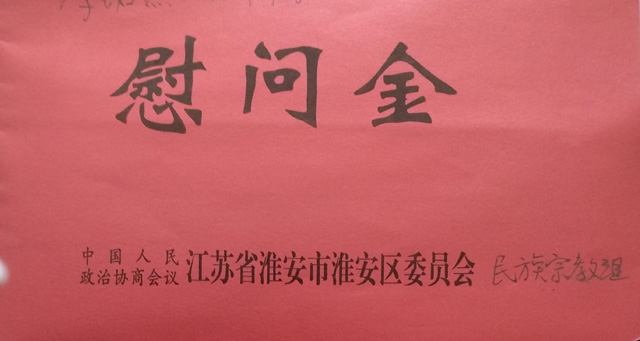 慰问金
中国人民
政治协商会议 江苏省淮安市淮安区委员会 民族宗教组